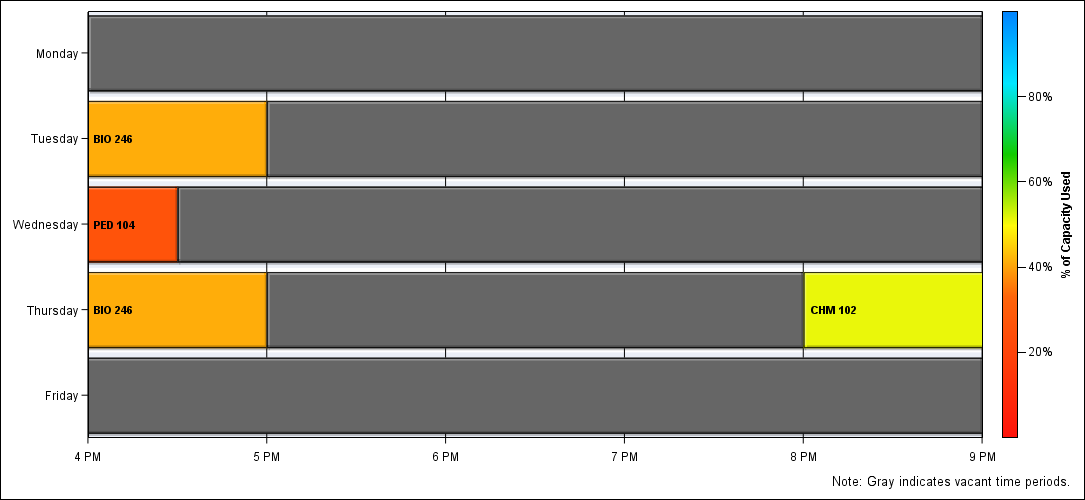 Monday
Tuesday
BIO 246
Wednesday
PED 104
Thursday
BIO 246
CHM 102
Friday
4 PM
5 PM
6 PM
7 PM
8 PM
9 PM
80%
60%
40%
20%
% of Capacity Used
Note: Gray indicates vacant time periods.